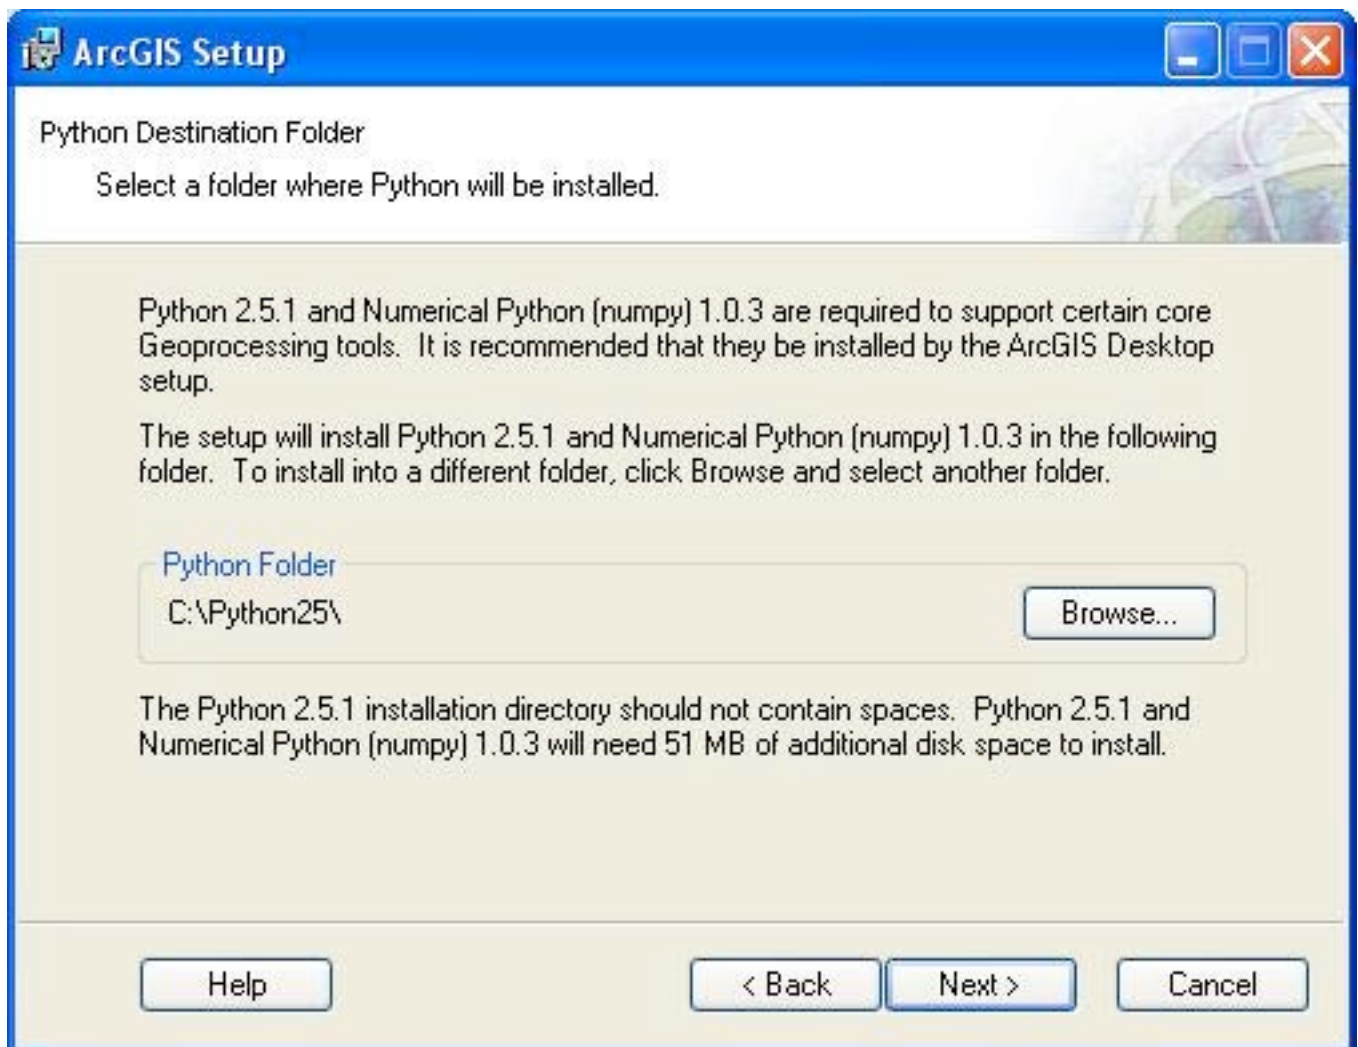 ArcGIS Setup
Python Destination Folder
Select a folder where Python will be installed.
Python 2.5.1 and Numerical Python (numpy) 1.0.3 are required to support certain core
Geoprocessing tools.  It is recommended that they be installed by the ArcGIS Desktop
setup.
The setup will install Python 2.5.1 and Numerical Python (numpy) 1.0.3 in the following
folder.  To install into a different folder, click Browse and select another folder.
Python Folder
C:\Python25\
Browse...
The Python 2.5.1 installation directory should not contain spaces.  Python 2.5.1 and
Numerical Python (numpy) 1.0.3 will need 51 MB of additional disk space to install.
Help
< Back
Next >
Cancel